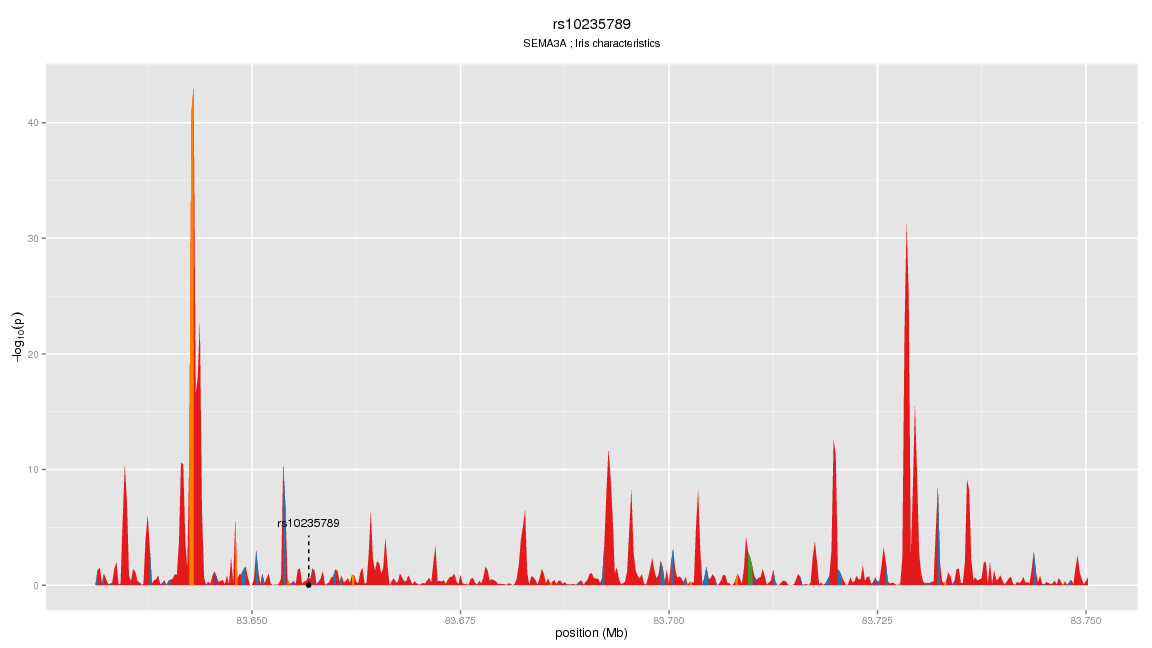 rs10235789
SEMA3A ; Iris characteristics
−log10(p)
40
30
20
10
0
rs10235789
83.650
83.675
83.700
83.725
83.750
position (Mb)